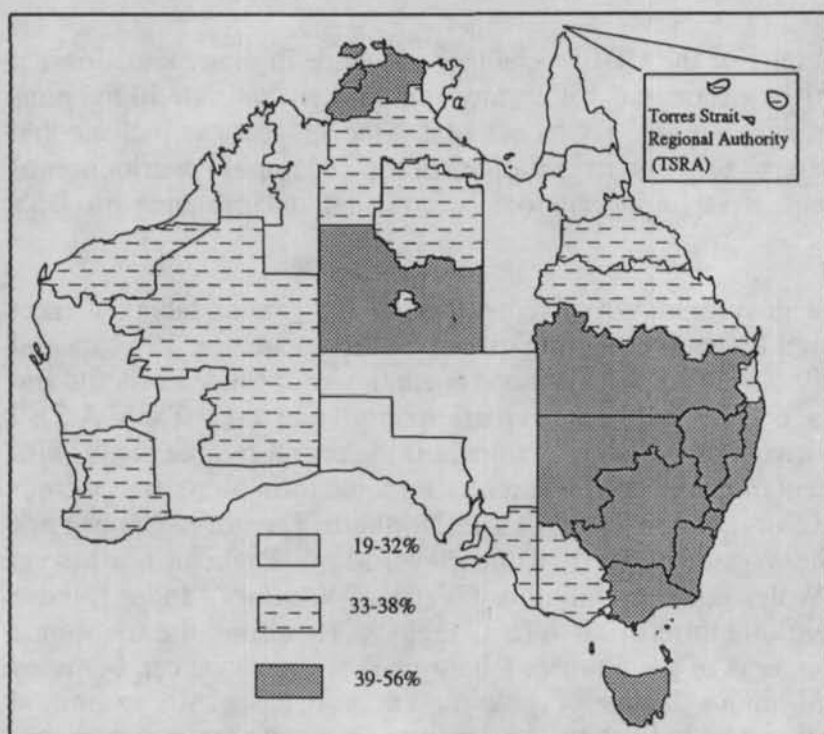 Torres Strait
Regional Authority
(TSRA)
19-32%
33-38%
39-56%